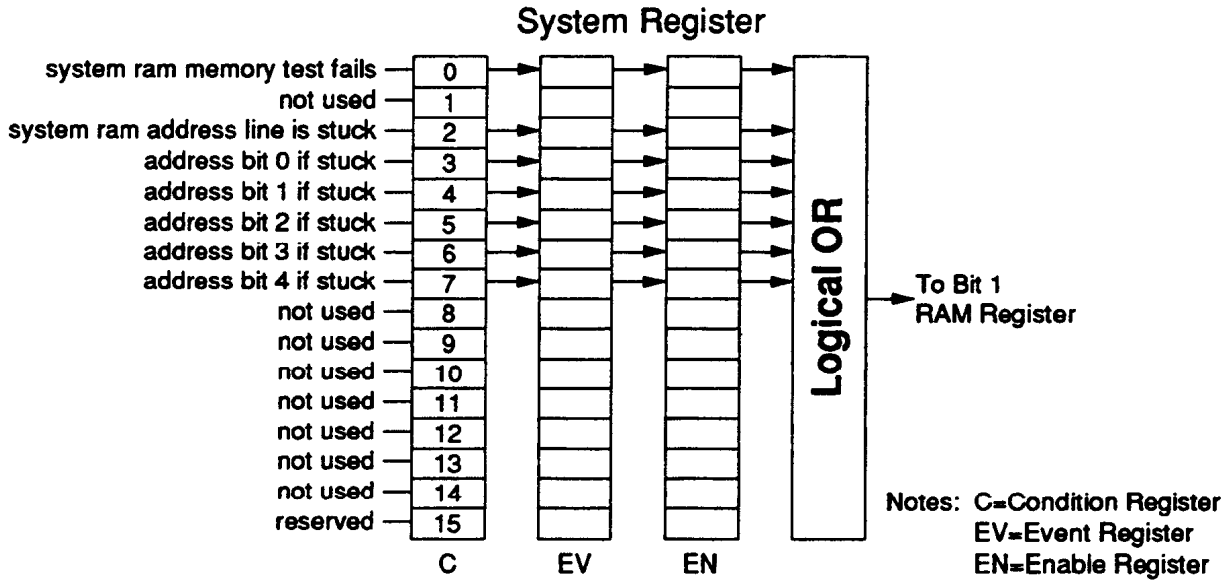 System Register
system ram memory test fails 0
not used 1
system ram address line is stuck 2
address bit 0 if stuck 3
address bit 1 if stuck 4
address bit 2 if stuck 5
address bit 3 if stuck 6
address bit 4 if stuck 7
not used 8
not used 9
not used 10
not used 11
not used 12
not used 13
not used 14
reserved 15
C EV EN
Logical OR
To Bit 1
RAM Register
Notes: C=Condition Register
EV=Event Register
EN=Enable Register